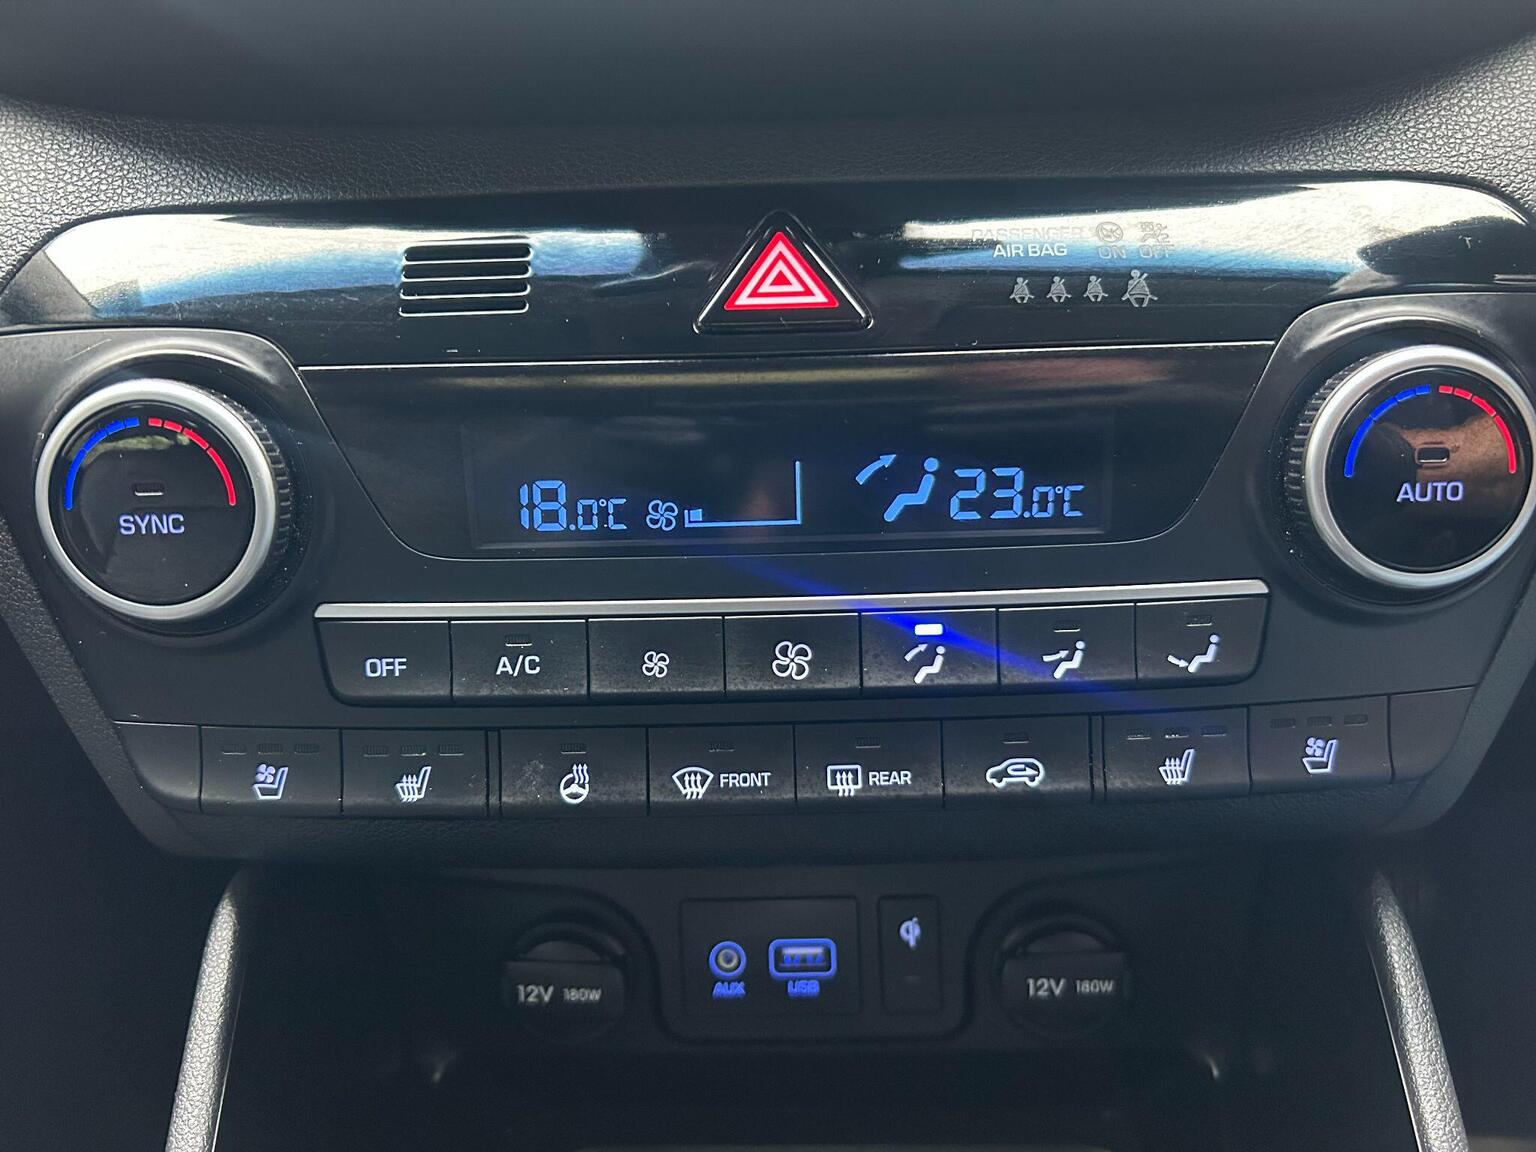 PASSENGER
AIR BAG ON OFF
SYNC
18.0°C
23.0°C
AUTO
OFF
A/C
FRONT
REAR
12V 180W
AUX
USB
12V 180W